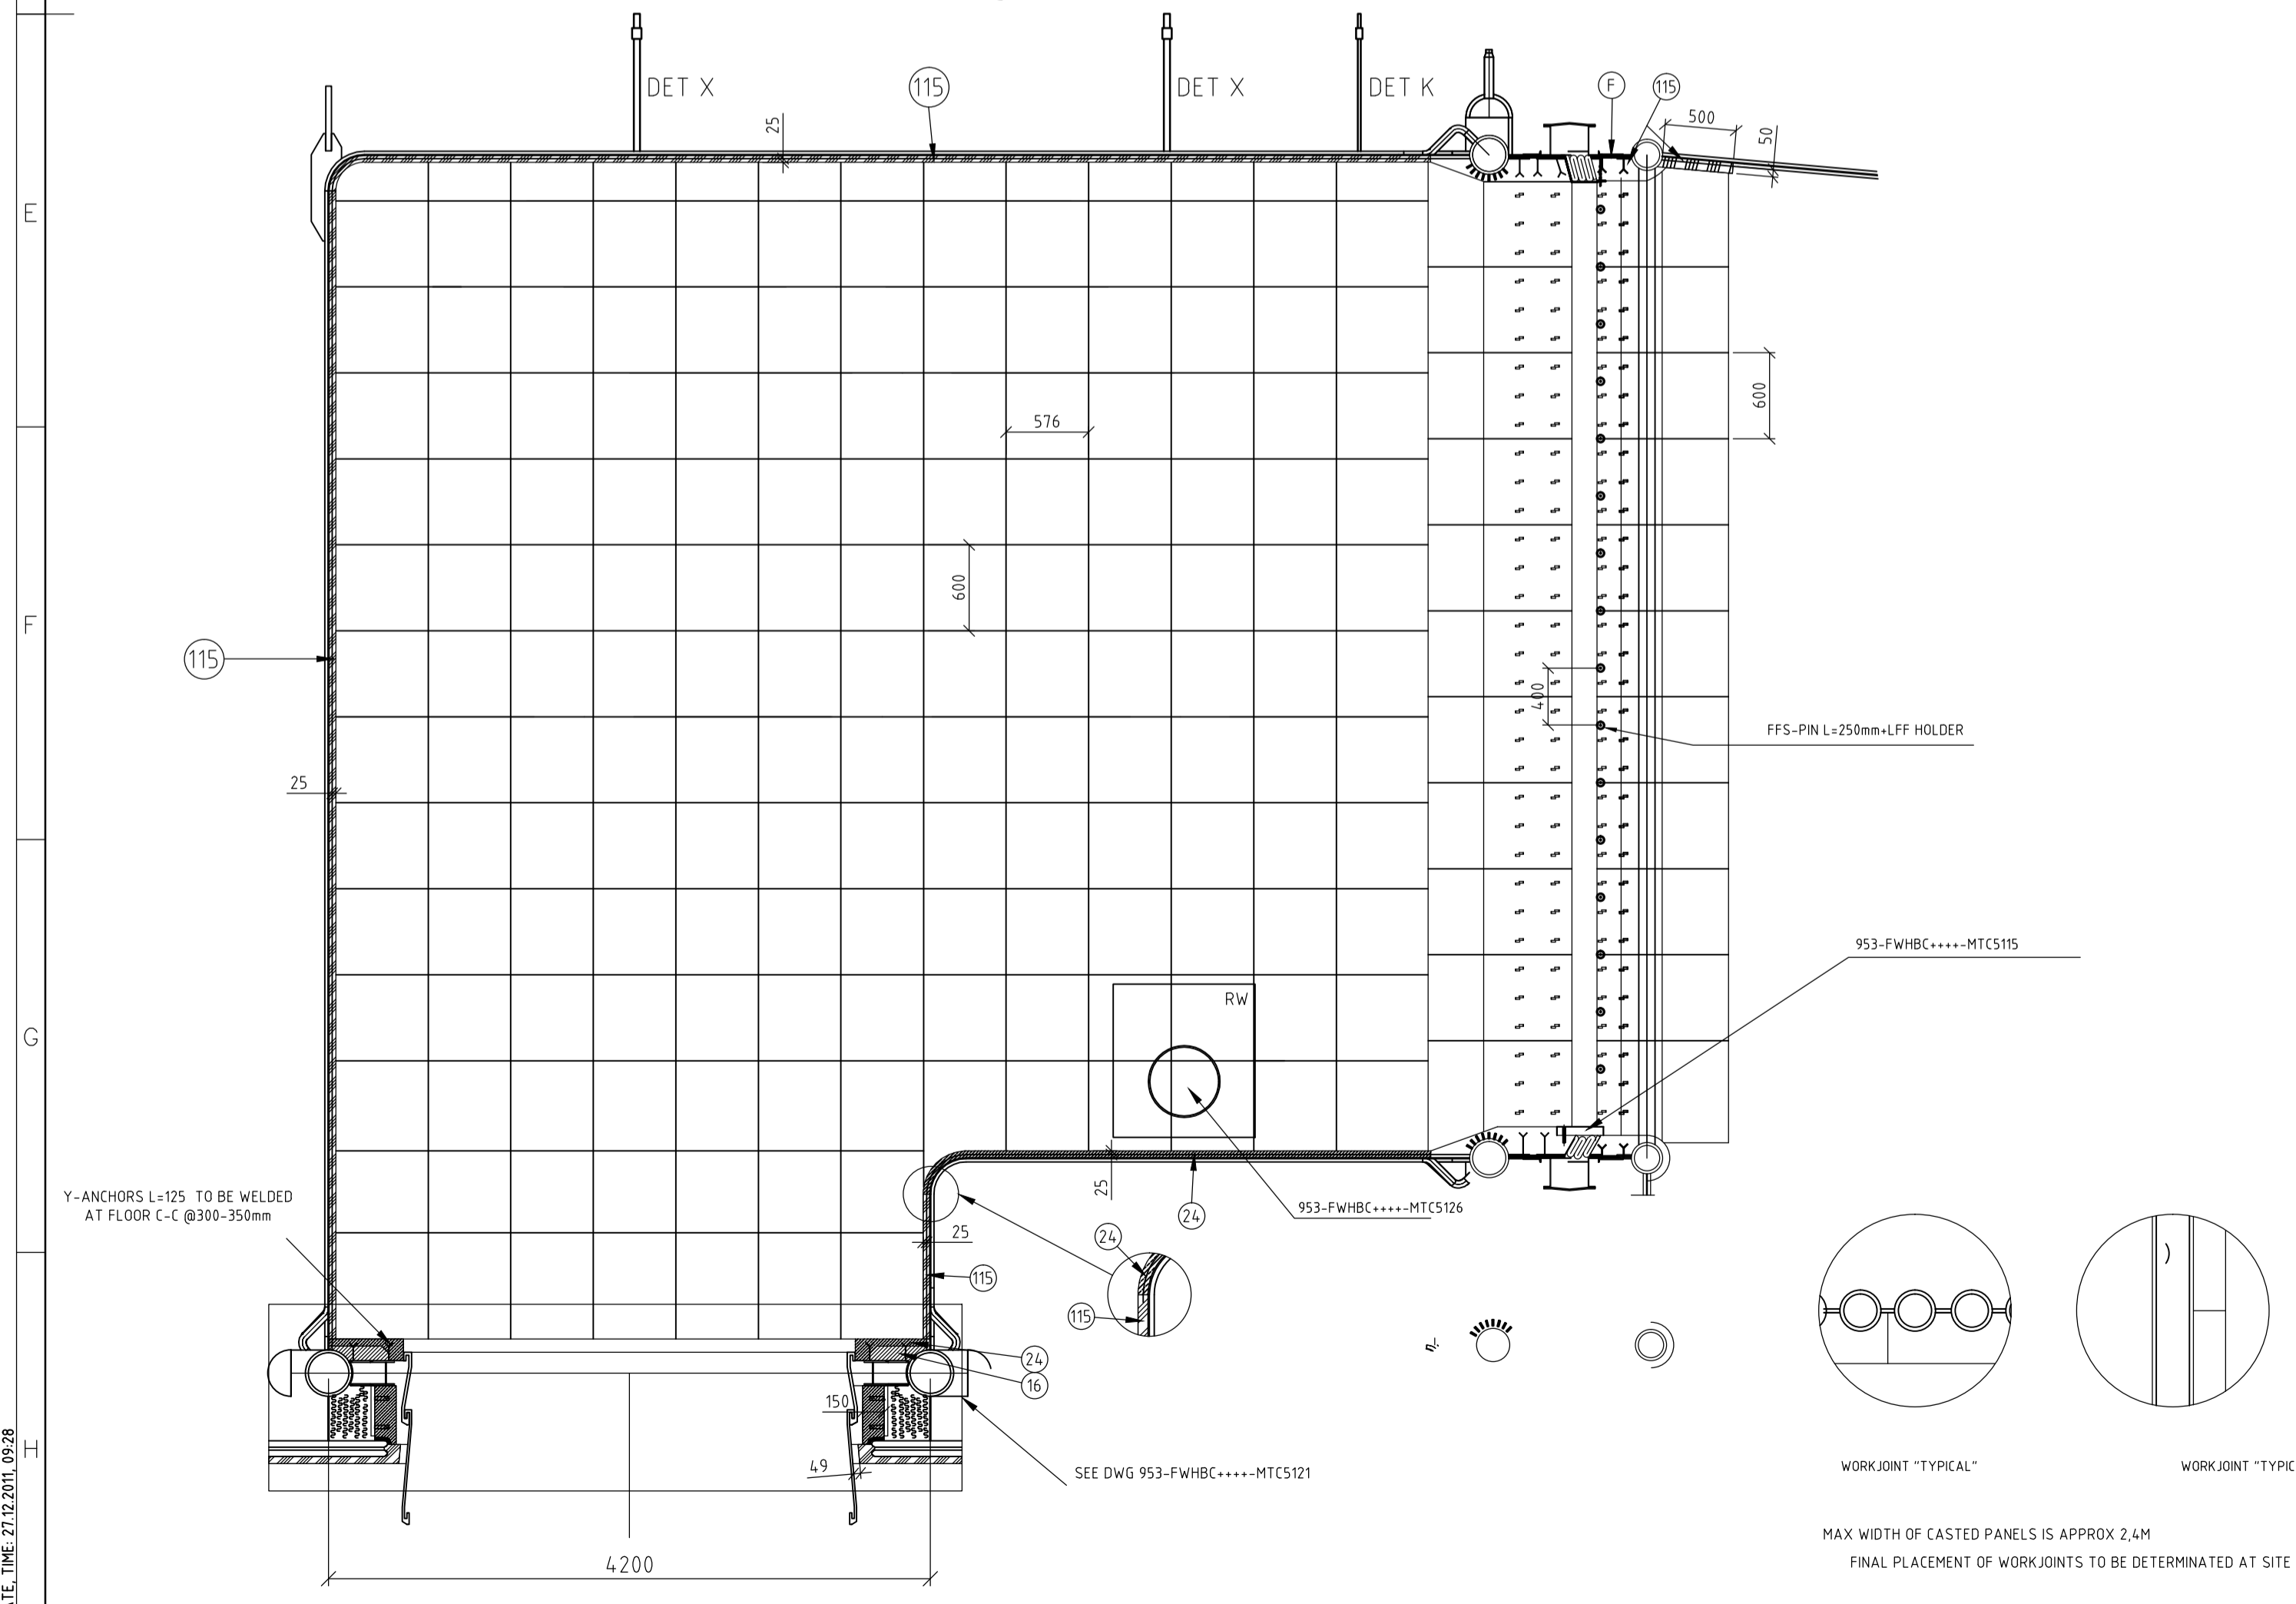 DET X
115
DET X
DET K
F
115
500
50
25
E
576
600
600
F
115
400
FFS-PIN L=250mm+LFF HOLDER
25
953-FWHBC++++-MTC5115
RW
G
Y-ANCHORS L=125 TO BE WELDED
AT FLOOR C-C @300-350mm
25
24
953-FWHBC++++-MTC5126
24
25
115
115
24
16
150
H
49
SEE DWG 953-FWHBC++++-MTC5121
WORKJOINT "TYPICAL"
WORKJOINT "TYPIC
MAX WIDTH OF CASTED PANELS IS APPROX 2,4M
FINAL PLACEMENT OF WORKJOINTS TO BE DETERMINATED AT SITE
4200
ATE, TIME: 27.12.2011, 09:28